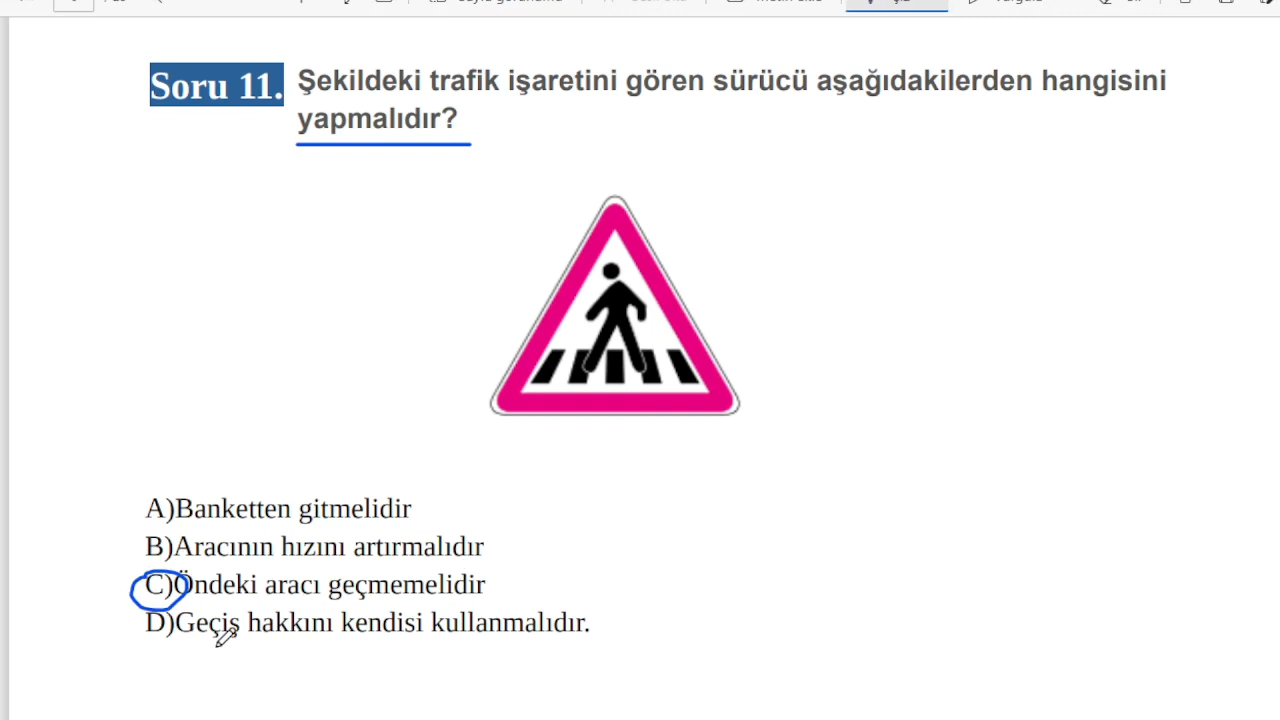 Soru 11. Şekildeki trafik işaretini gören sürücü aşağıdakilerden hangisini
yapmalıdır?
A)Banketten gitmelidir
B)Aracının hızını artırmalıdır
C)Öndeki aracı geçmemelidir
D)Geçiş hakkını kendisi kullanmalıdır.